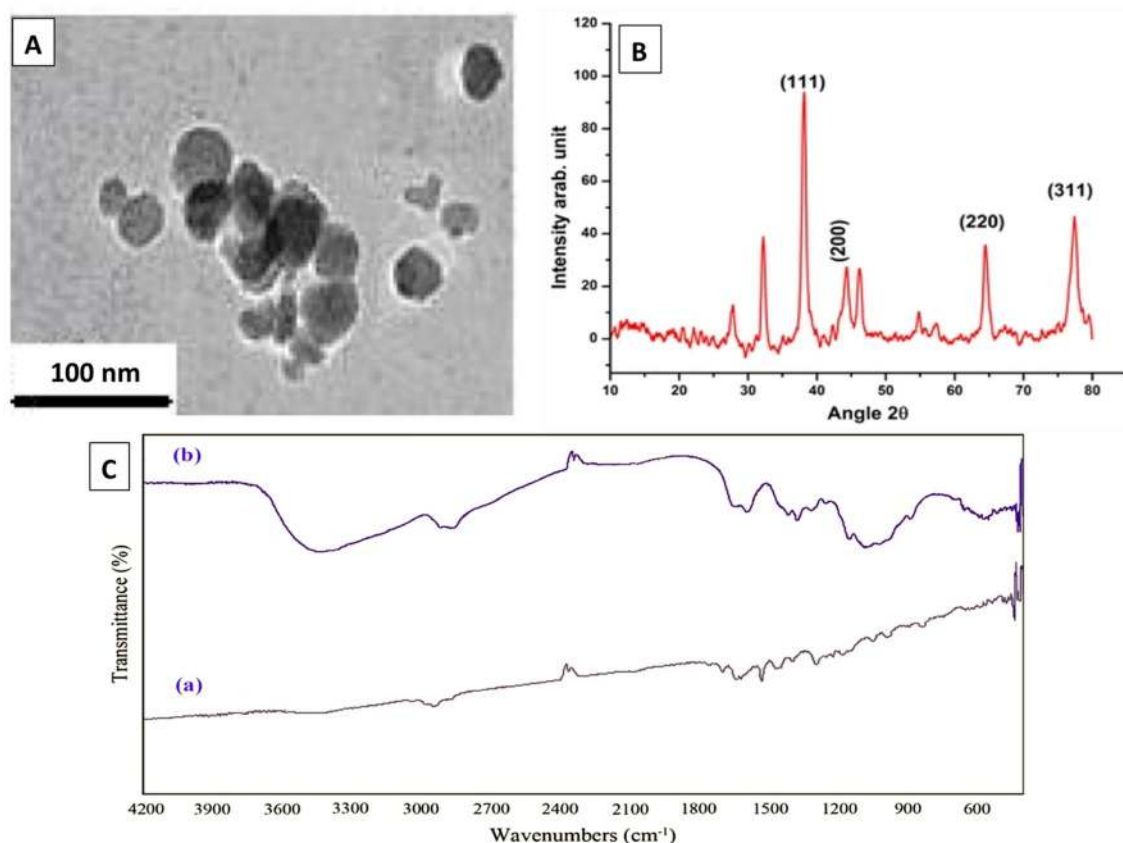 A
100 nm
B
120
100
80
60
40
20
0
Intensity arab. unit
(111)
(200)
(220)
(311)
10 20 30 40 50 60 70 80
Angle 2θ
C
(b)
(a)
Transmittance (%)
4200 3900 3600 3300 3000 2700 2400 2100 1800 1500 1200 900 600
Wavenumbers (cm⁻¹)